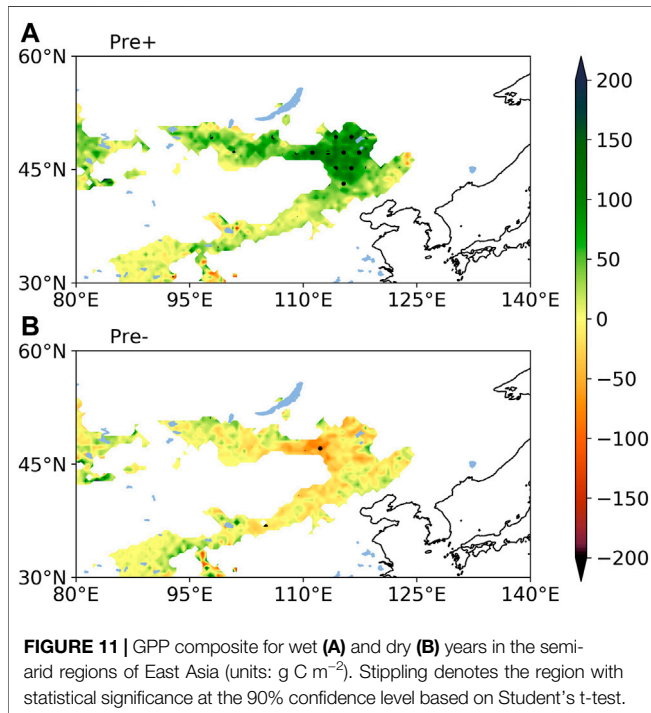 A
Pre+
60°N
45°N
30°N
80°E 95°E 110°E 125°E 140°E
B
Pre-
60°N
45°N
30°N
80°E 95°E 110°E 125°E 140°E
200
150
100
50
0
−50
−100
−150
−200
FIGURE 11 | GPP composite for wet (A) and dry (B) years in the semi-
arid regions of East Asia (units: g C m⁻²). Stippling denotes the region with
statistical significance at the 90% confidence level based on Student's t-test.